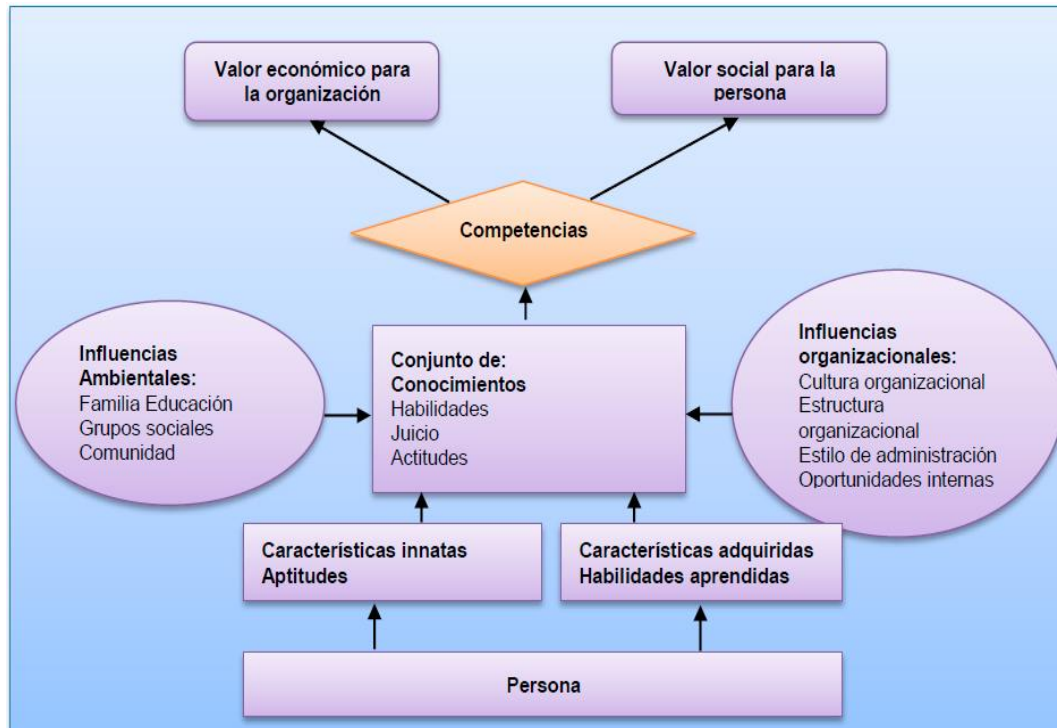 Valor económico para
la organización
Valor social para la
persona
Competencias
Influencias
Ambientales:
Familia Educación
Grupos sociales
Comunidad
Conjunto de:
Conocimientos
Habilidades
Juicio
Actitudes
Influencias
organizacionales:
Cultura organizacional
Estructura
organizacional
Estilo de administración
Oportunidades internas
Características innatas
Aptitudes
Características adquiridas
Habilidades aprendidas
Persona